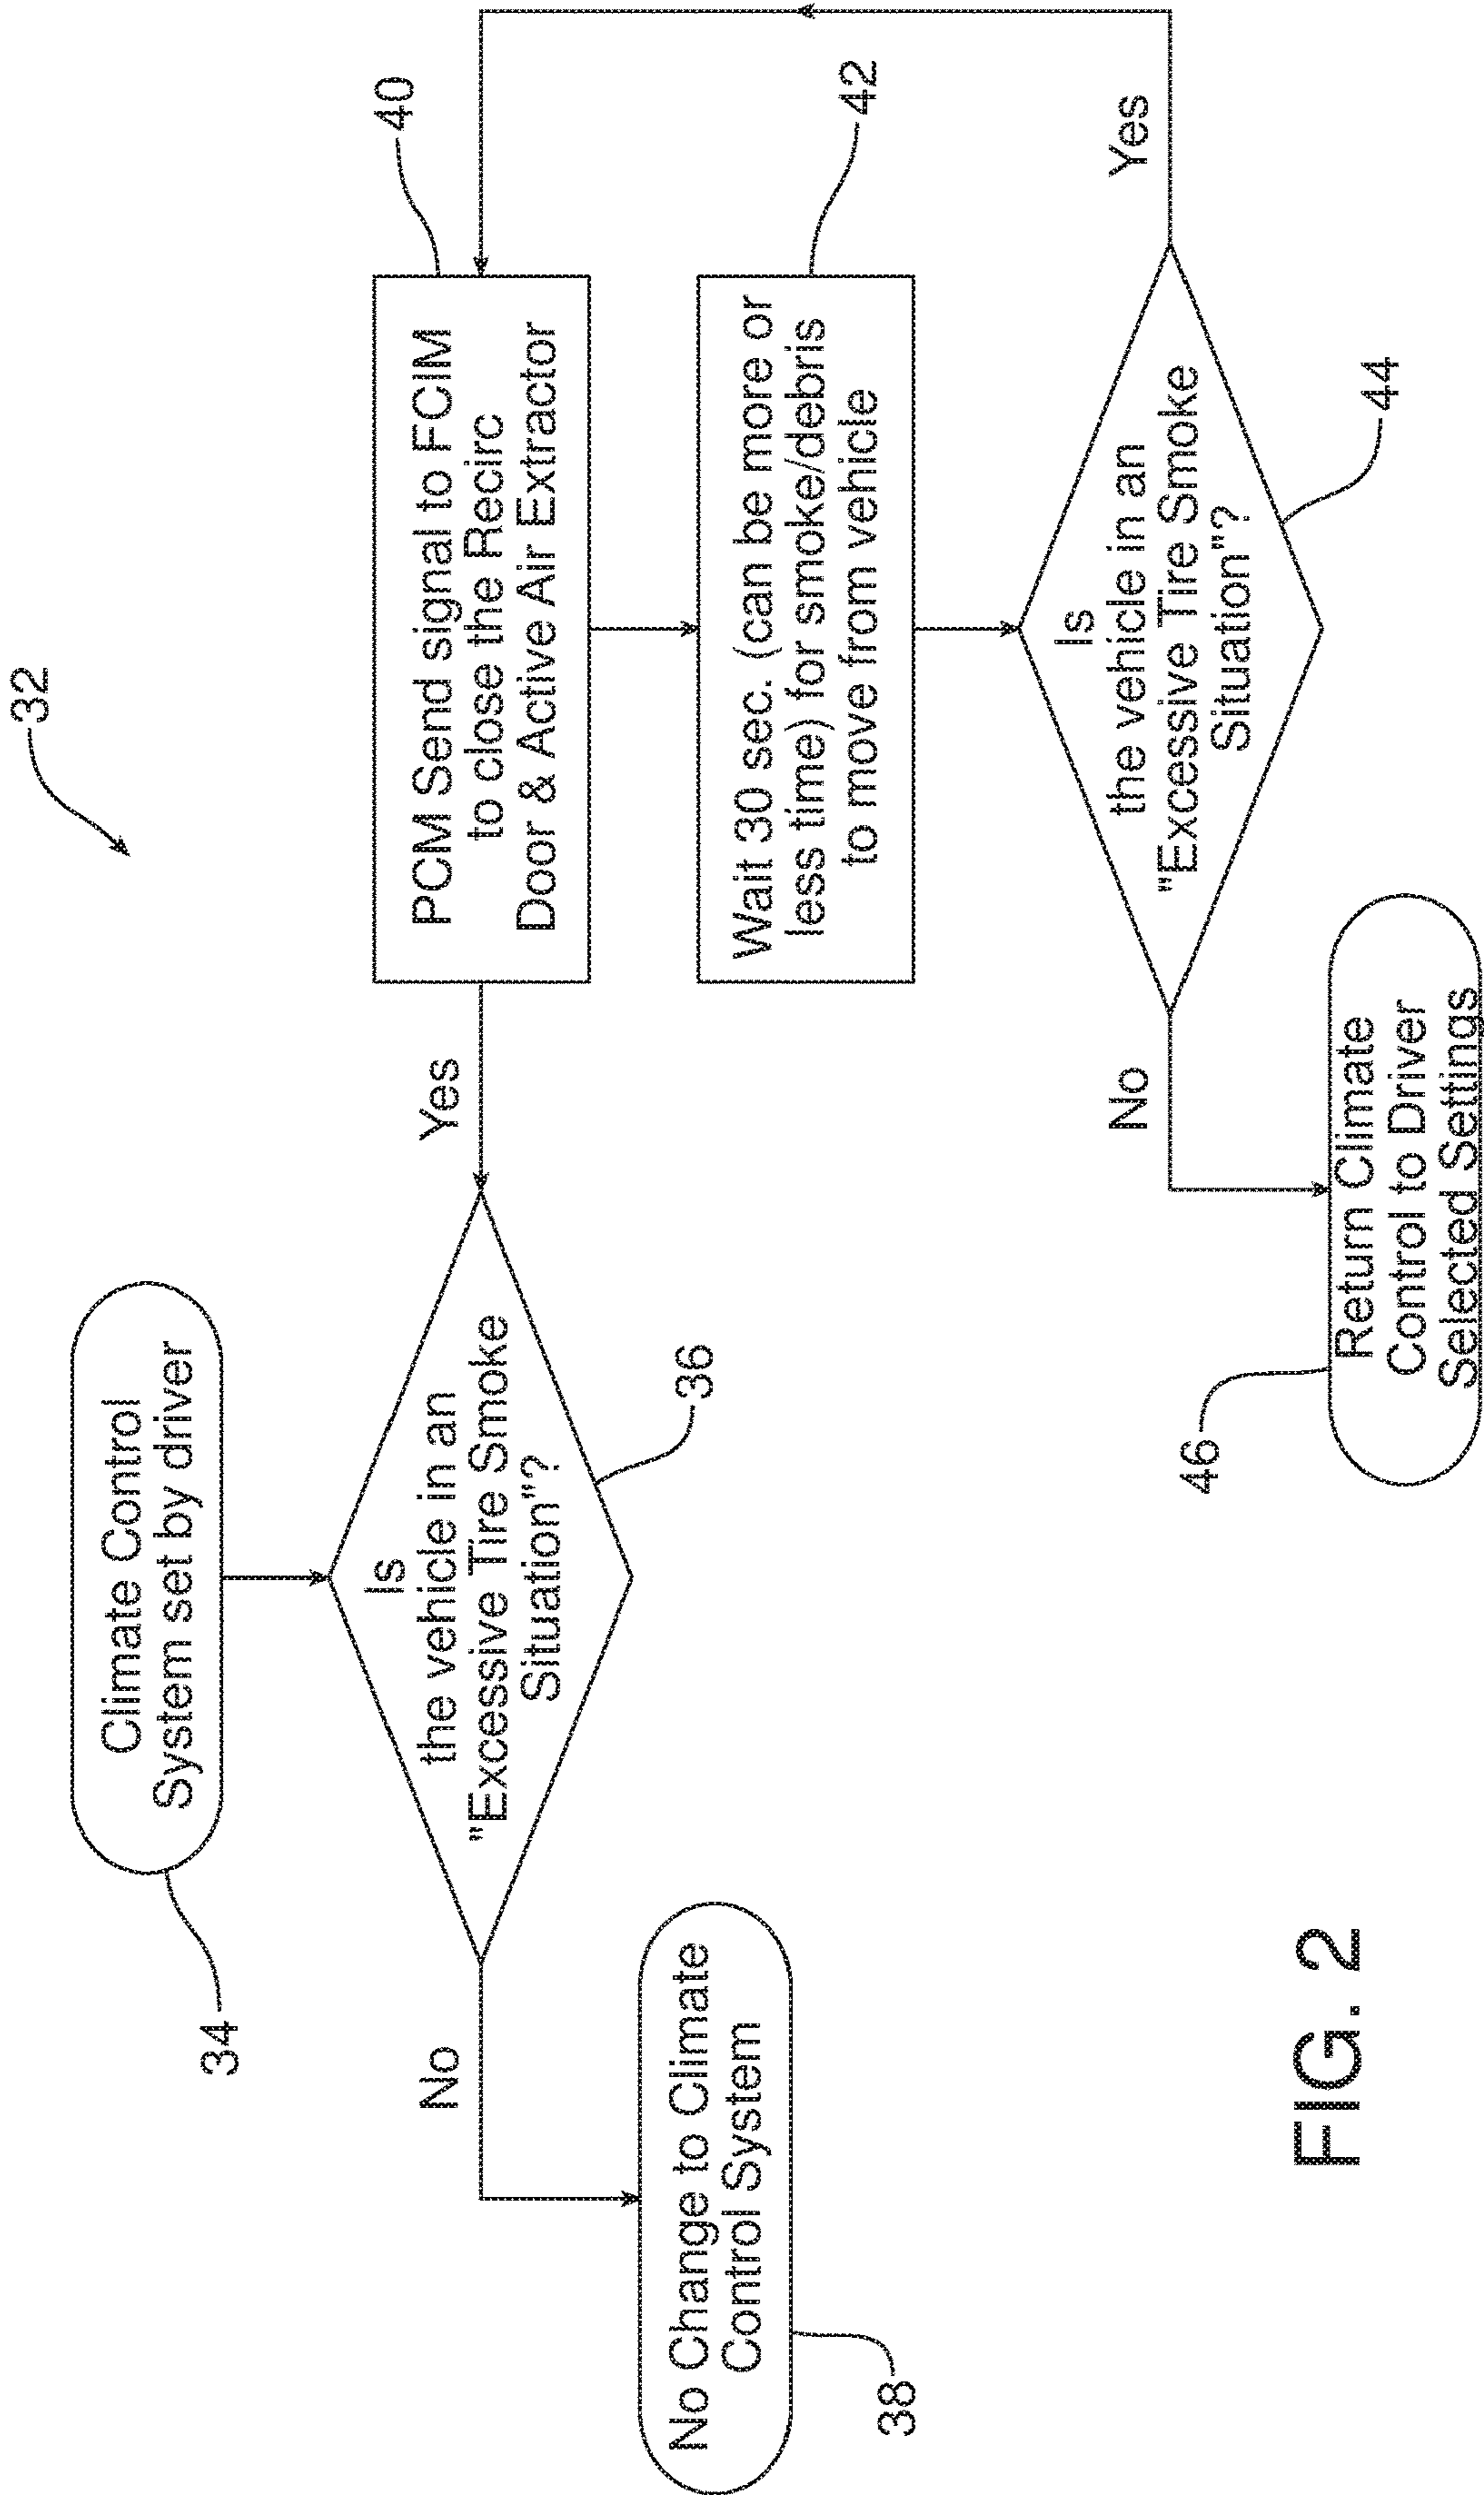 32
Climate Control
System set by driver
34
Is
the vehicle in an
"Excessive Tire Smoke
Situation"?
36
No
No Change to Climate
Control System
38
Yes
PCM Send signal to FCIM
to close the Recirc
Door & Active Air Extractor
40
Wait 30 sec. (can be more or
less time) for smoke/debris
to move from vehicle
42
Is
the vehicle in an
"Excessive Tire Smoke
Situation"?
44
Yes
No
Return Climate
Control to Driver
Selected Settings
46
FIG. 2